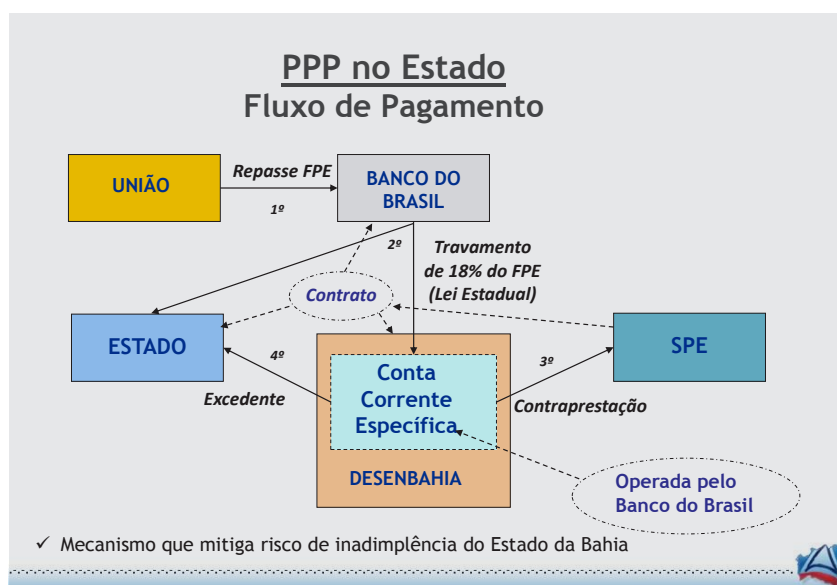 PPP no Estado
Fluxo de Pagamento
UNIÃO
Repasse FPE
1º
BANCO DO
BRASIL
2º
Travamento
de 18% do FPE
(Lei Estadual)
Contrato
ESTADO
SPE
4º
Excedente
Conta
Corrente
Específica
3º
Contraprestação
DESENBAHIA
Operada pelo
Banco do Brasil
✓ Mecanismo que mitiga risco de inadimplência do Estado da Bahia